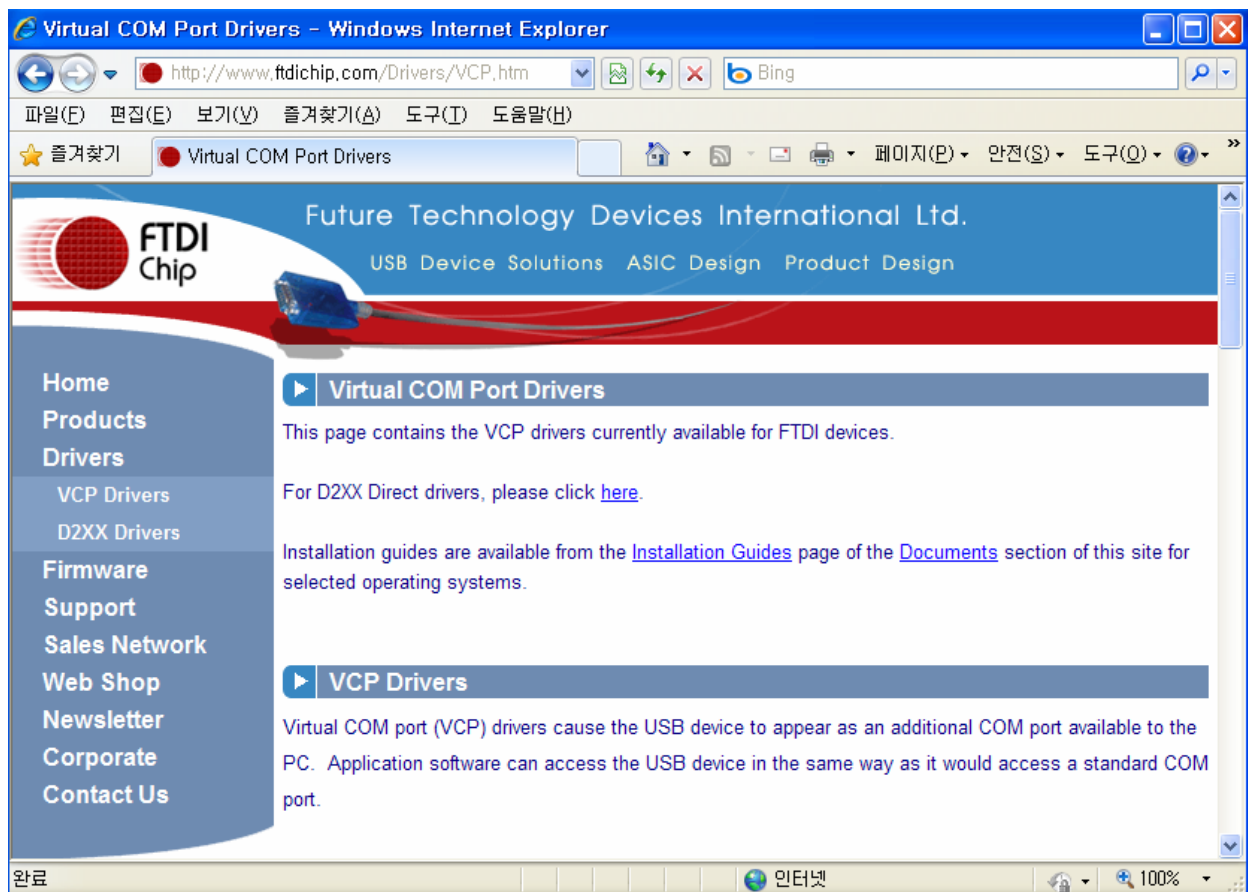 Virtual COM Port Drivers - Windows Internet Explorer
http://www.ftdichip.com/Drivers/VCP.htm
Bing
파일(F) 편집(E) 보기(V) 즐겨찾기(A) 도구(T) 도움말(H)
즐겨찾기 Virtual COM Port Drivers 페이지(P) 안전(S) 도구(O)
FTDI
Chip
Future Technology Devices International Ltd.
USB Device Solutions ASIC Design Product Design
Home
Products
Drivers
VCP Drivers
D2XX Drivers
Firmware
Support
Sales Network
Web Shop
Newsletter
Corporate
Contact Us
Virtual COM Port Drivers
This page contains the VCP drivers currently available for FTDI devices.
For D2XX Direct drivers, please click here.
Installation guides are available from the Installation Guides page of the Documents section of this site for
selected operating systems.
VCP Drivers
Virtual COM port (VCP) drivers cause the USB device to appear as an additional COM port available to the
PC. Application software can access the USB device in the same way as it would access a standard COM
port.
완료 인터넷 100%